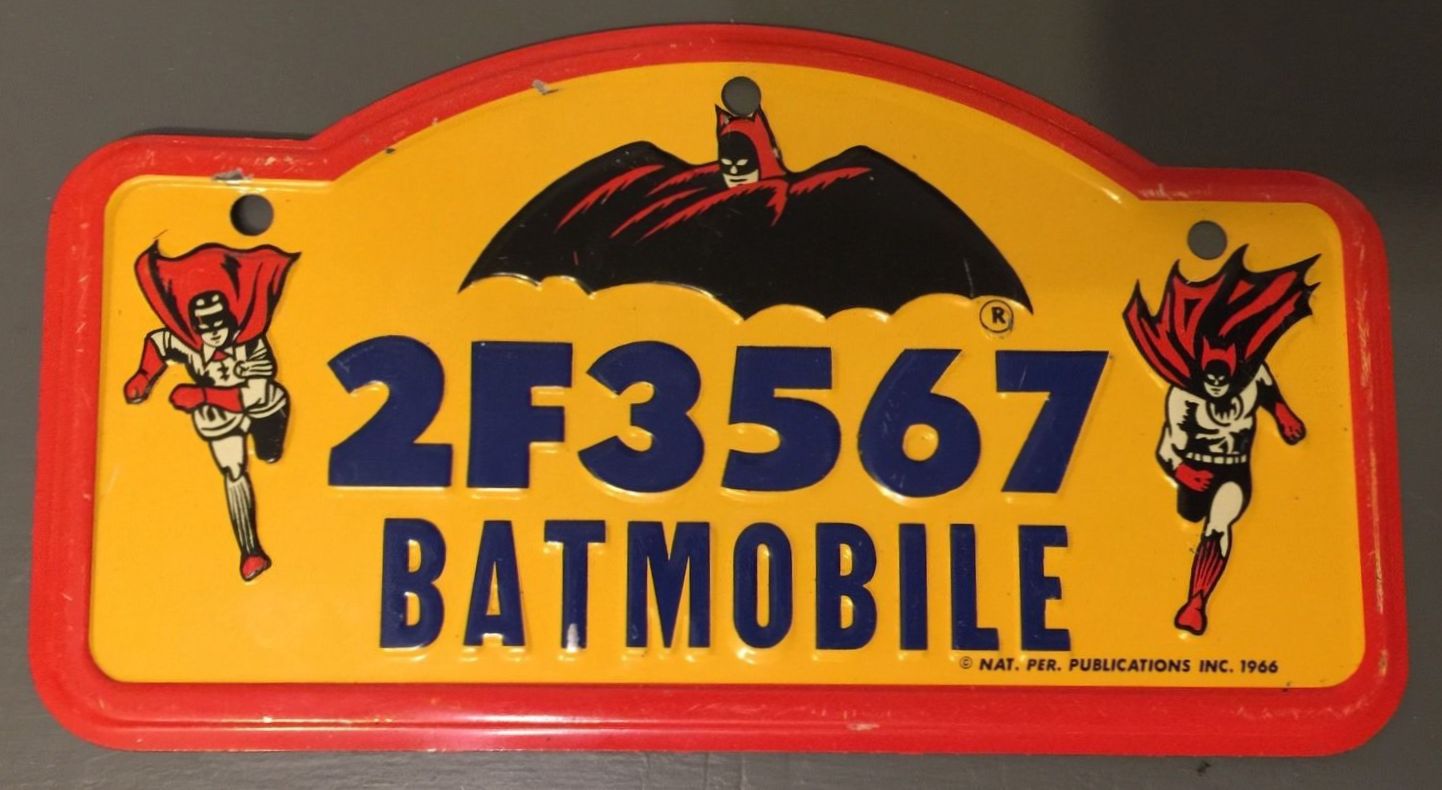 ®
2F3567
BATMOBILE
© NAT. PER. PUBLICATIONS INC. 1966